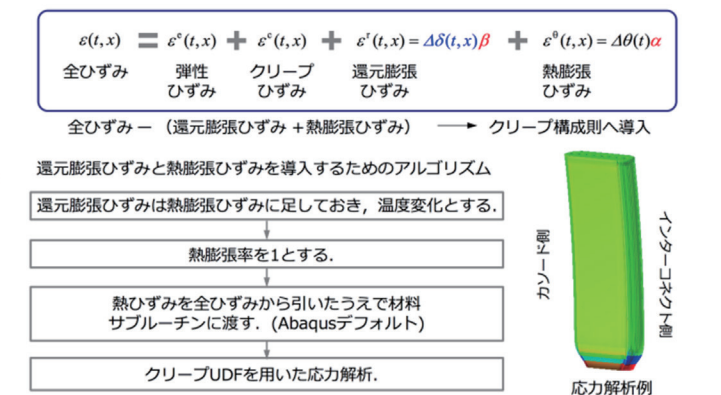 ε(t,x) = εᵉ(t,x) + εᶜ(t,x) + εʳ(t,x)=Δδ(t,x)β + εᶿ(t,x)=Δθ(t)α
全ひずみ 弾性ひずみ クリープひずみ 還元膨張ひずみ 熱膨張ひずみ
全ひずみ − (還元膨張ひずみ + 熱膨張ひずみ) → クリープ構成則へ導入
還元膨張ひずみと熱膨張ひずみを導入するためのアルゴリズム
還元膨張ひずみは熱膨張ひずみに足しておき，温度変化とする．
熱膨張率を1とする．
熱ひずみを全ひずみから引いたうえで材料
サブルーチンに渡す．(Abaqusデフォルト)
クリープUDFを用いた応力解析．
カソード側
インターコネクト側
応力解析例